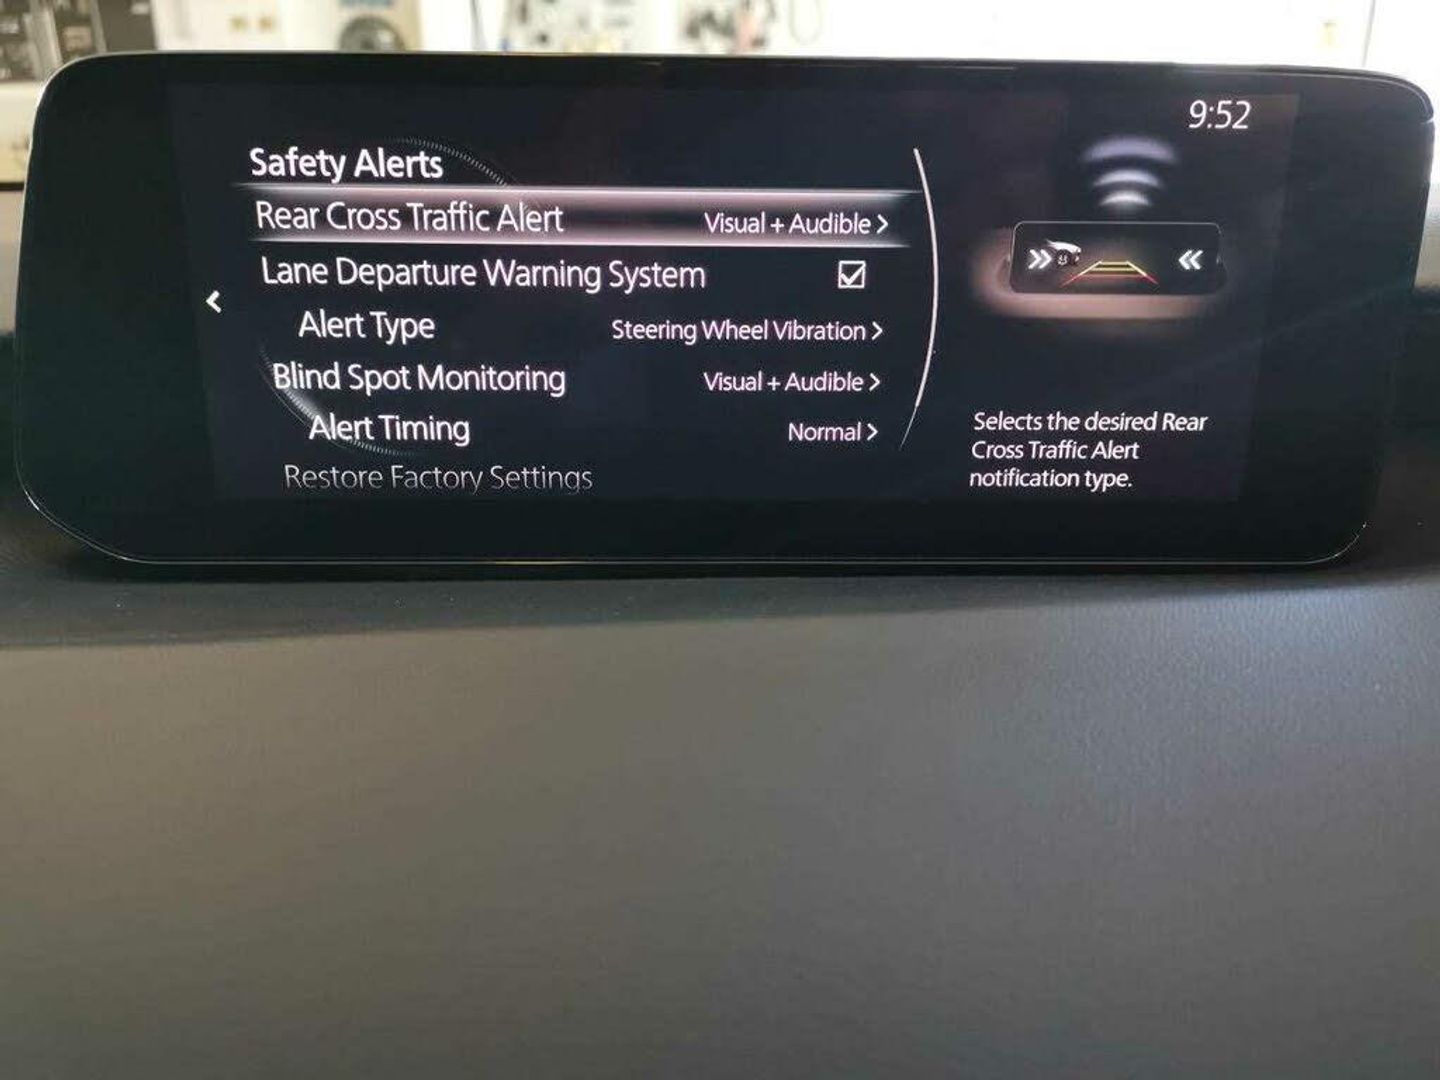 9:52
Safety Alerts
Rear Cross Traffic Alert Visual + Audible >
Lane Departure Warning System
Alert Type Steering Wheel Vibration >
Blind Spot Monitoring Visual + Audible >
Alert Timing Normal >
Restore Factory Settings
Selects the desired Rear
Cross Traffic Alert
notification type.